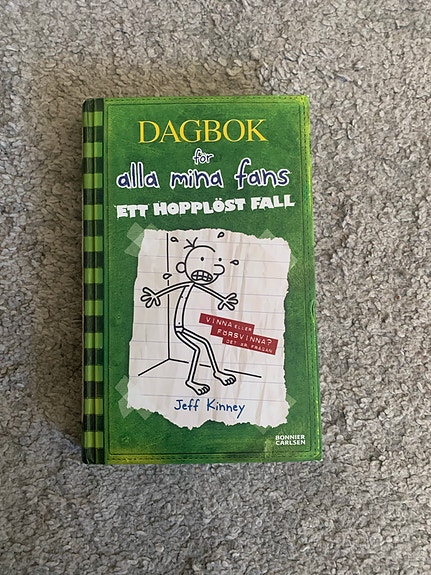 DAGBOK
för
alla mina fans
ETT HOPPLÖST FALL
VINNA ELLER
FÖRSVINNA?
DET ÄR FRÅGAN
Jeff Kinney
BONNIER
CARLSEN